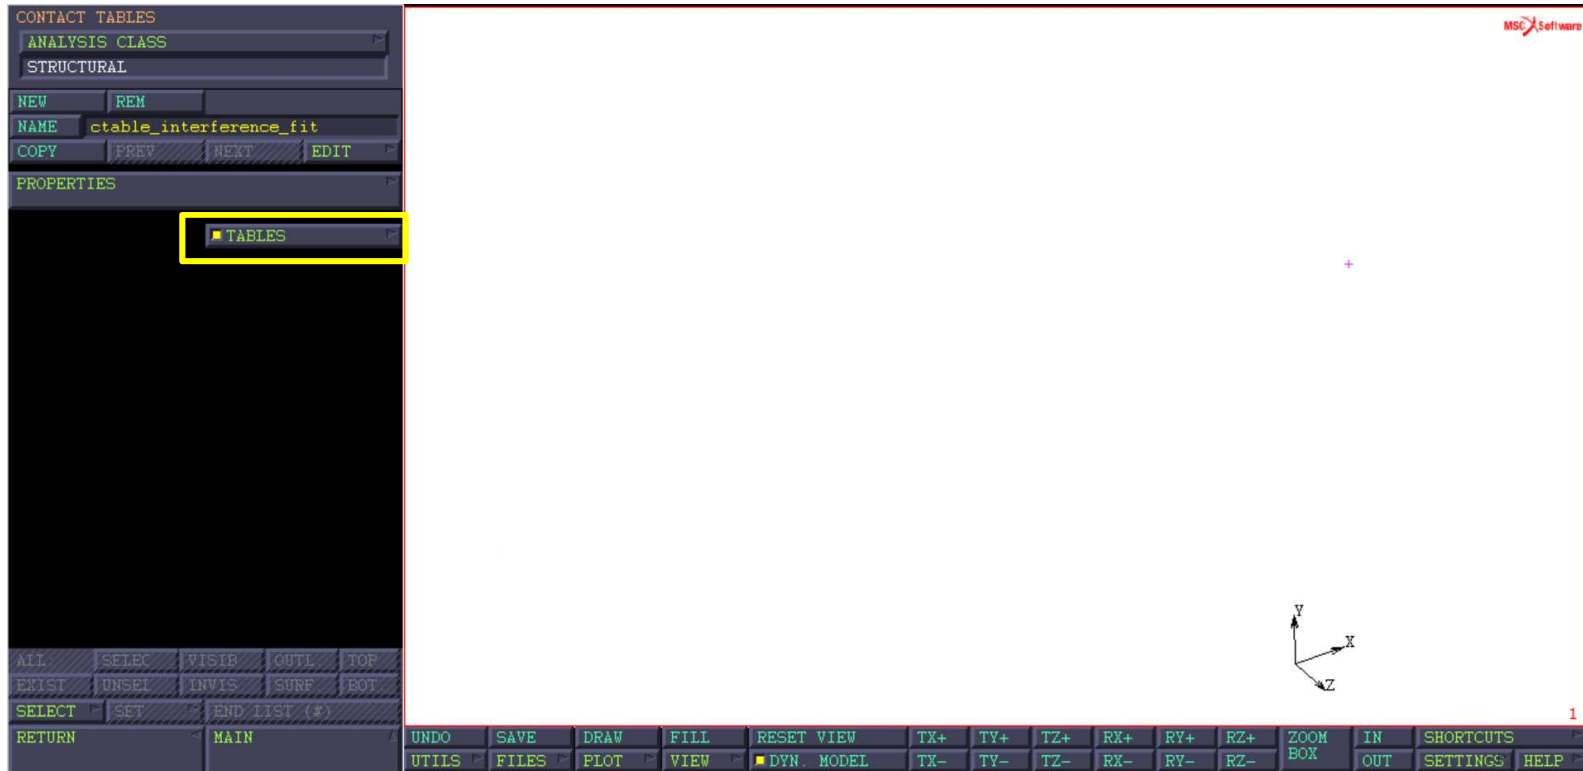 CONTACT TABLES
ANALYSIS CLASS
STRUCTURAL
NEW REM
NAME ctable_interference_fit
COPY PREV NEXT EDIT
PROPERTIES
TABLES
ALL SELEC VISIB OUTL TOP
EXIST UNSEL INVIS SURF BOT
SELECT SET END LIST (#)
RETURN MAIN
MSC Software
Y
X
Z
1
UNDO SAVE DRAW FILL RESET VIEW TX+ TY+ TZ+ RX+ RY+ RZ+ ZOOM BOX IN SHORTCUTS
UTILS FILES PLOT VIEW DYN. MODEL TX- TY- TZ- RX- RY- RZ- OUT SETTINGS HELP